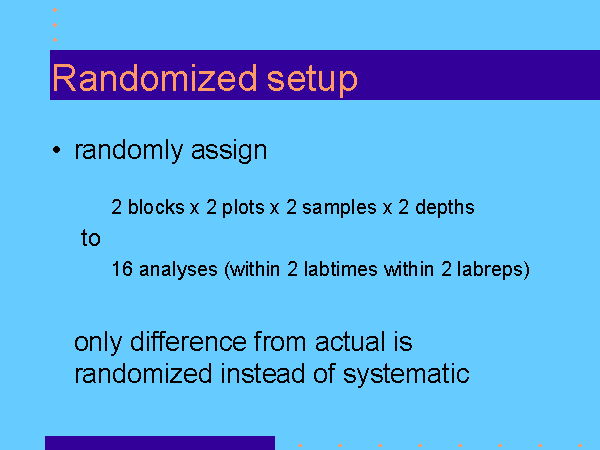 Randomized setup
• randomly assign
2 blocks x 2 plots x 2 samples x 2 depths
to
16 analyses (within 2 labtimes within 2 labreps)
only difference from actual is
randomized instead of systematic